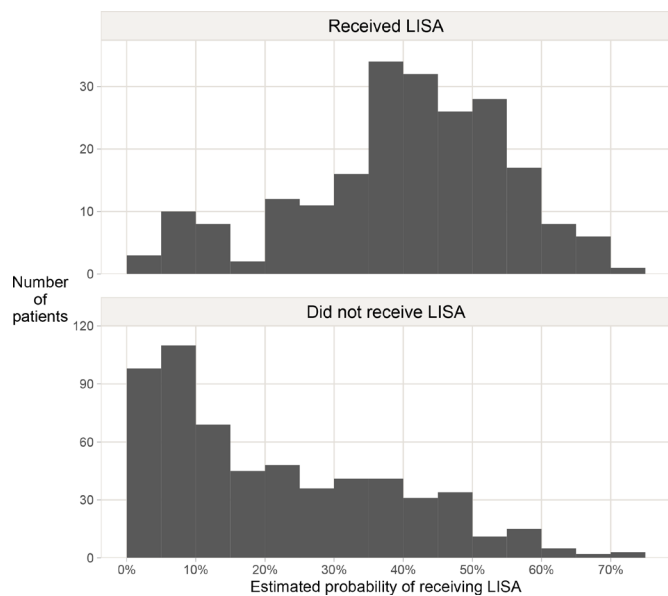 Received LISA
30
20
10
0
Number
of
patients
Did not receive LISA
120
90
60
30
0
0% 10% 20% 30% 40% 50% 60% 70%
Estimated probability of receiving LISA